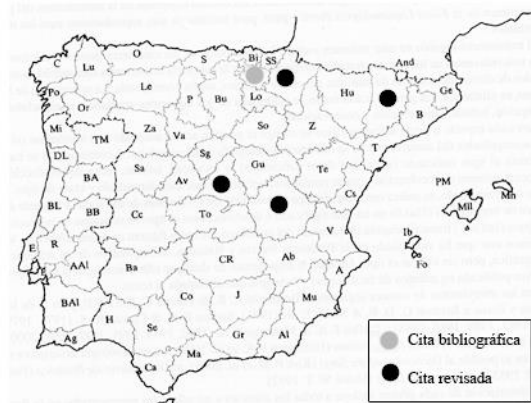 C Lu O S Bi SS And
Po Or Le P Bu Lo Hu Ge
Mi Za Va So Z B
DL TM T
BA Sa Av Sg Gu Te
BL BB Cc To Cs PM Mll Mn
E R V Ib
AAl Ba CR Ab A Fo
BAl Co J Mu
Ag H Se Gr Al
Ca Ma
Cita bibliográfica
Cita revisada